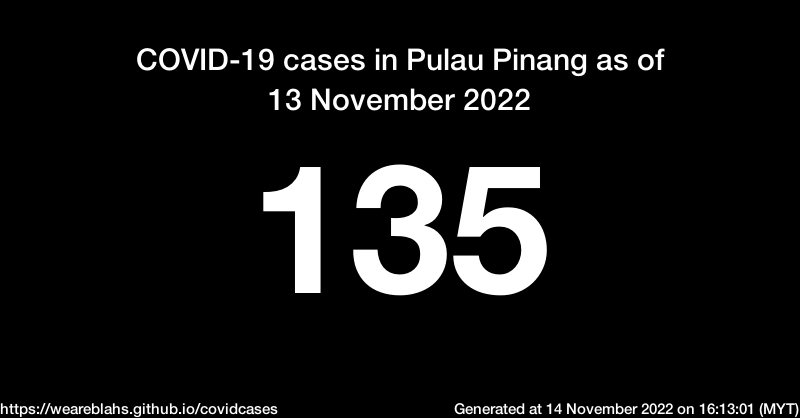 COVID-19 cases in Pulau Pinang as of
13 November 2022
135
https://weareblahs.github.io/covidcases
Generated at 14 November 2022 on 16:13:01 (MYT)